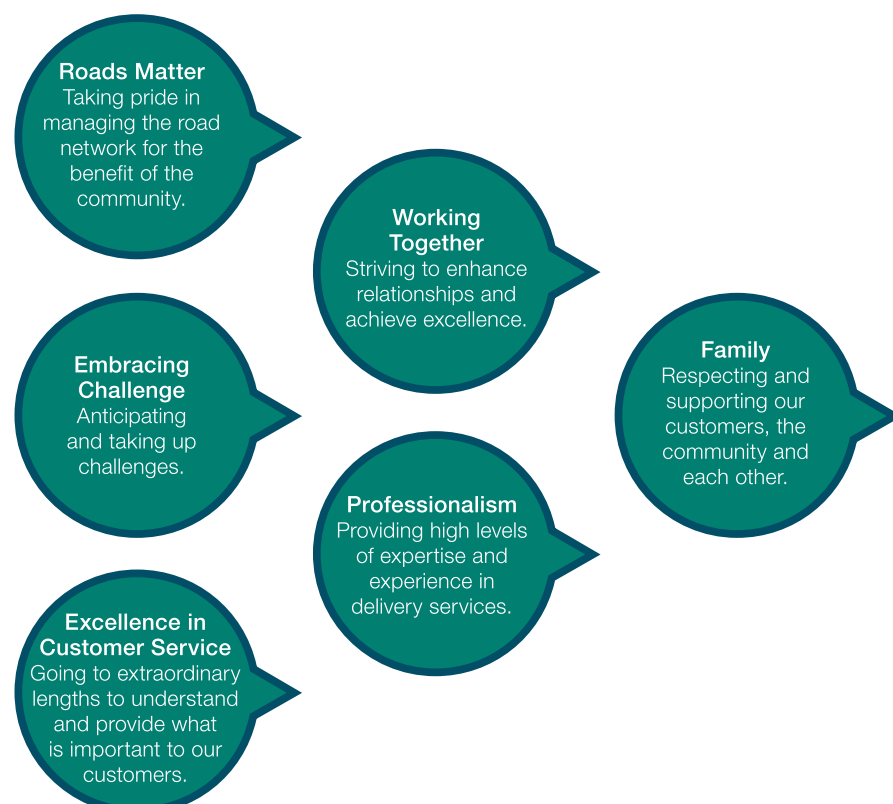 Roads Matter
Taking pride in
managing the road
network for the
benefit of the
community.
Embracing
Challenge
Anticipating
and taking up
challenges.
Excellence in
Customer Service
Going to extraordinary
lengths to understand
and provide what
is important to our
customers.
Working
Together
Striving to enhance
relationships and
achieve excellence.
Professionalism
Providing high levels
of expertise and
experience in
delivery services.
Family
Respecting and
supporting our
customers, the
community and
each other.